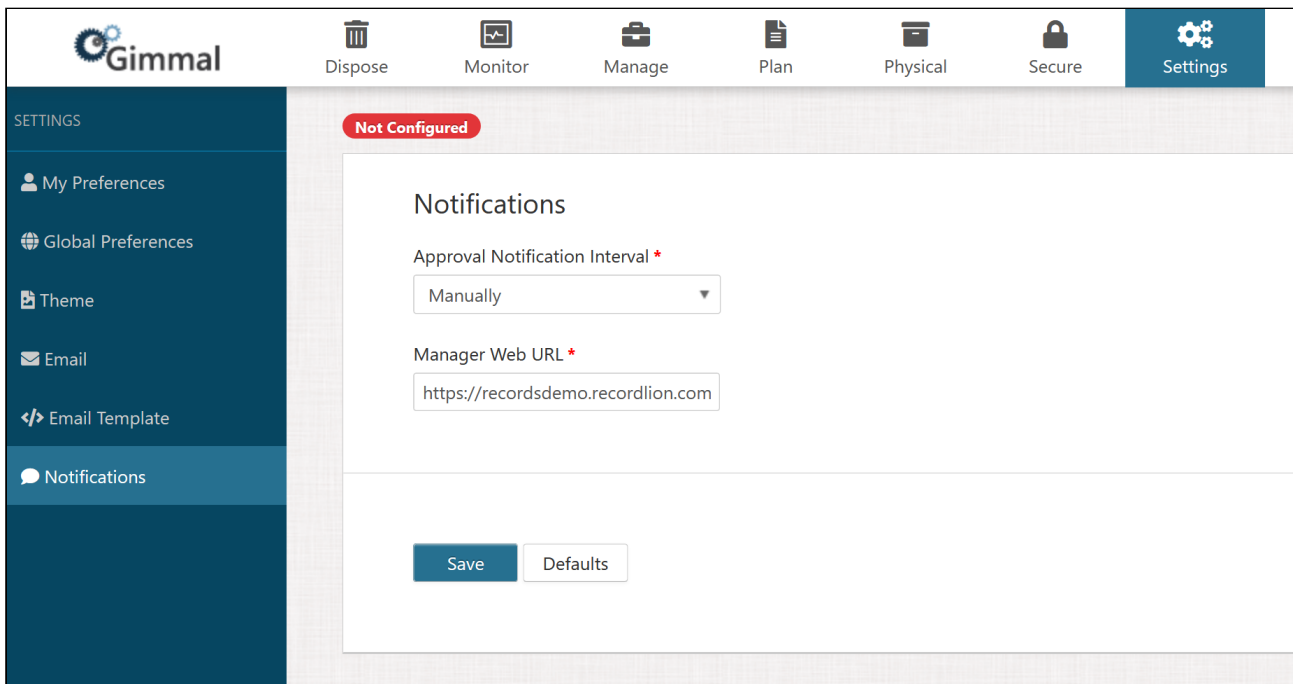 Gimmal
Dispose
Monitor
Manage
Plan
Physical
Secure
Settings
SETTINGS
My Preferences
Global Preferences
Theme
Email
Email Template
Notifications
Not Configured
Notifications
Approval Notification Interval *
Manually
Manager Web URL *
https://recordsdemo.recordlion.com
Save
Defaults